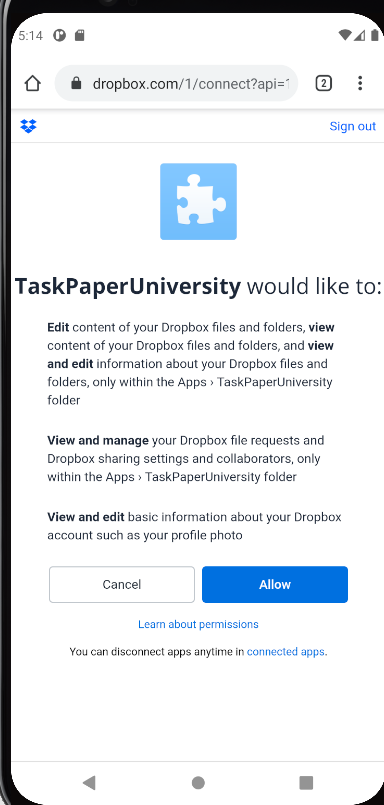 5:14
dropbox.com/1/connect?api=1
2
Sign out
TaskPaperUniversity would like to:
Edit content of your Dropbox files and folders, view
content of your Dropbox files and folders, and view
and edit information about your Dropbox files and
folders, only within the Apps › TaskPaperUniversity
folder
View and manage your Dropbox file requests and
Dropbox sharing settings and collaborators, only
within the Apps › TaskPaperUniversity folder
View and edit basic information about your Dropbox
account such as your profile photo
Cancel
Allow
Learn about permissions
You can disconnect apps anytime in connected apps.